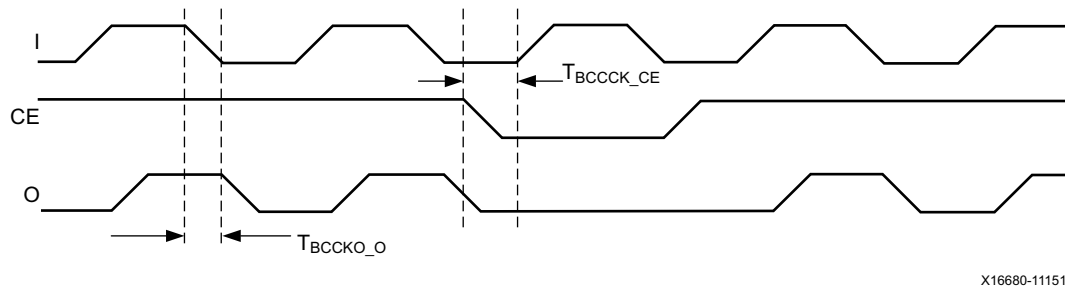 I
T_BCCCK_CE
CE
O
T_BCCKO_O
X16680-11151